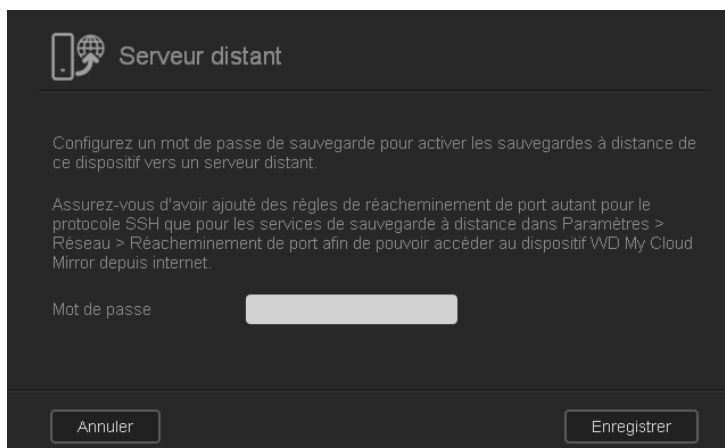 Serveur distant
Configurez un mot de passe de sauvegarde pour activer les sauvegardes à distance de
ce dispositif vers un serveur distant.
Assurez-vous d'avoir ajouté des règles de réacheminement de port autant pour le
protocole SSH que pour les services de sauvegarde à distance dans Paramètres >
Réseau > Réacheminement de port afin de pouvoir accéder au dispositif WD My Cloud
Mirror depuis internet.
Mot de passe
Annuler
Enregistrer